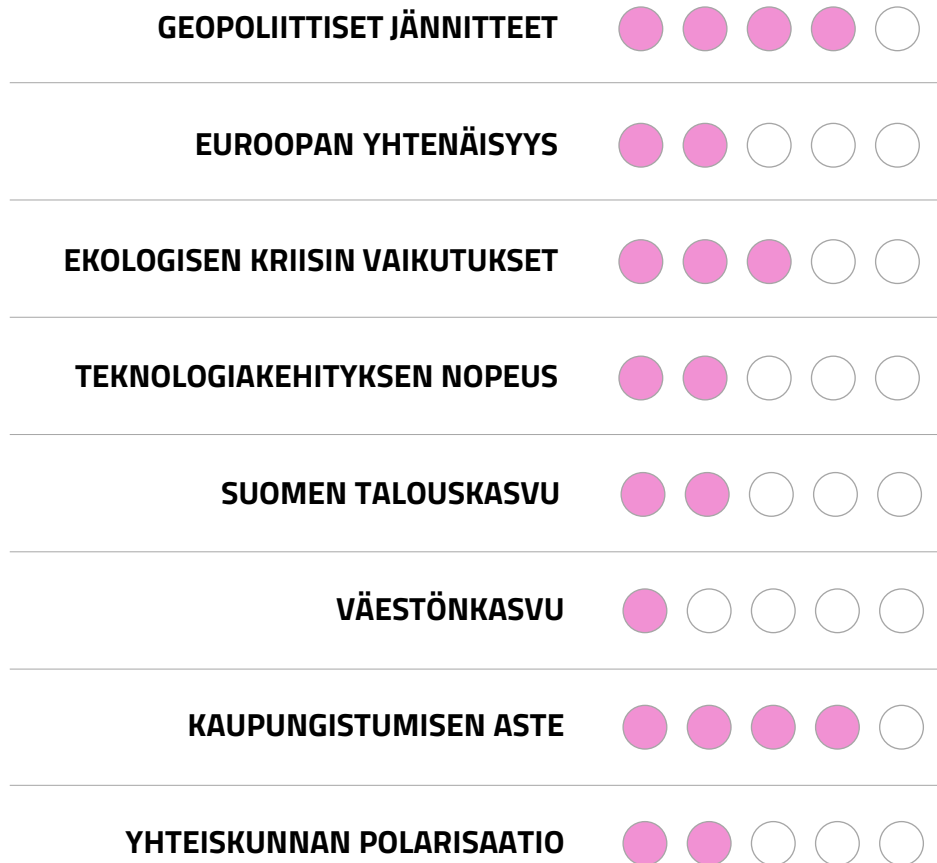 GEOPOLIITTISET JÄNNITTEET
EUROOPAN YHTENÄISYYS
EKOLOGISEN KRIISIN VAIKUTUKSET
TEKNOLOGIAKEHITYKSEN NOPEUS
SUOMEN TALOUSKASVU
VÄESTÖNKASVU
KAUPUNGISTUMISEN ASTE
YHTEISKUNNAN POLARISAATIO